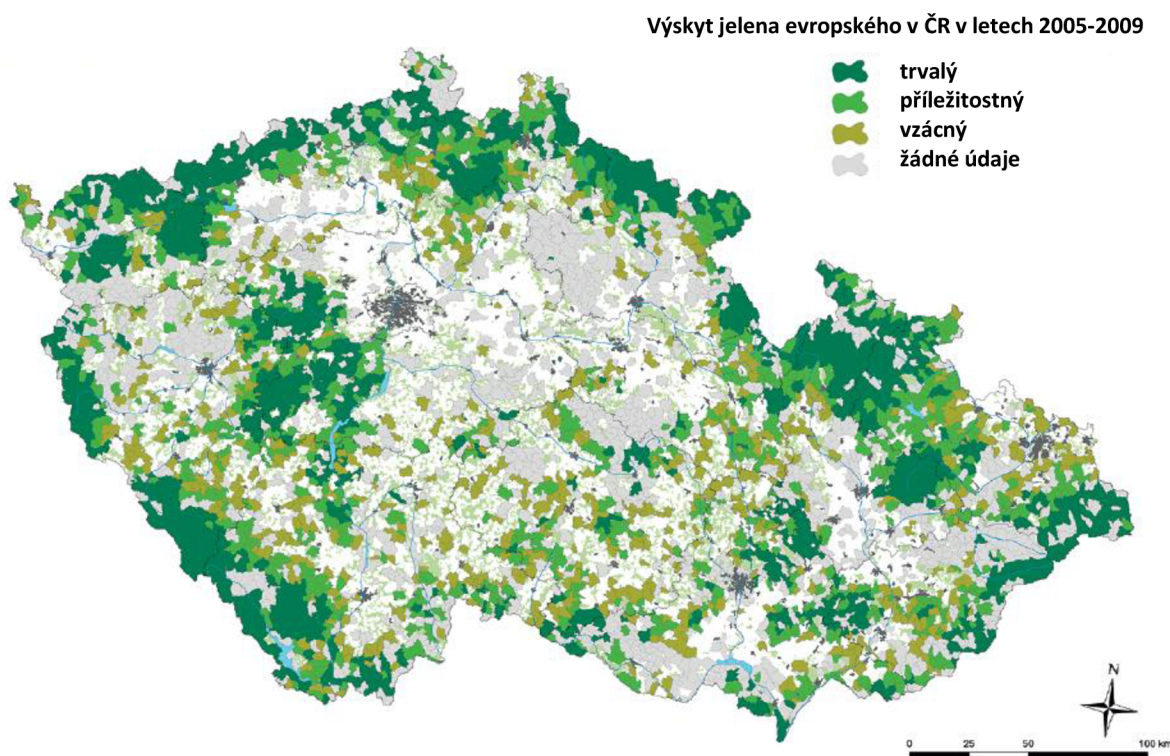 Výskyt jelena evropského v ČR v letech 2005-2009
trvalý
příležitostný
vzácný
žádné údaje
N
0 25 50 100 km